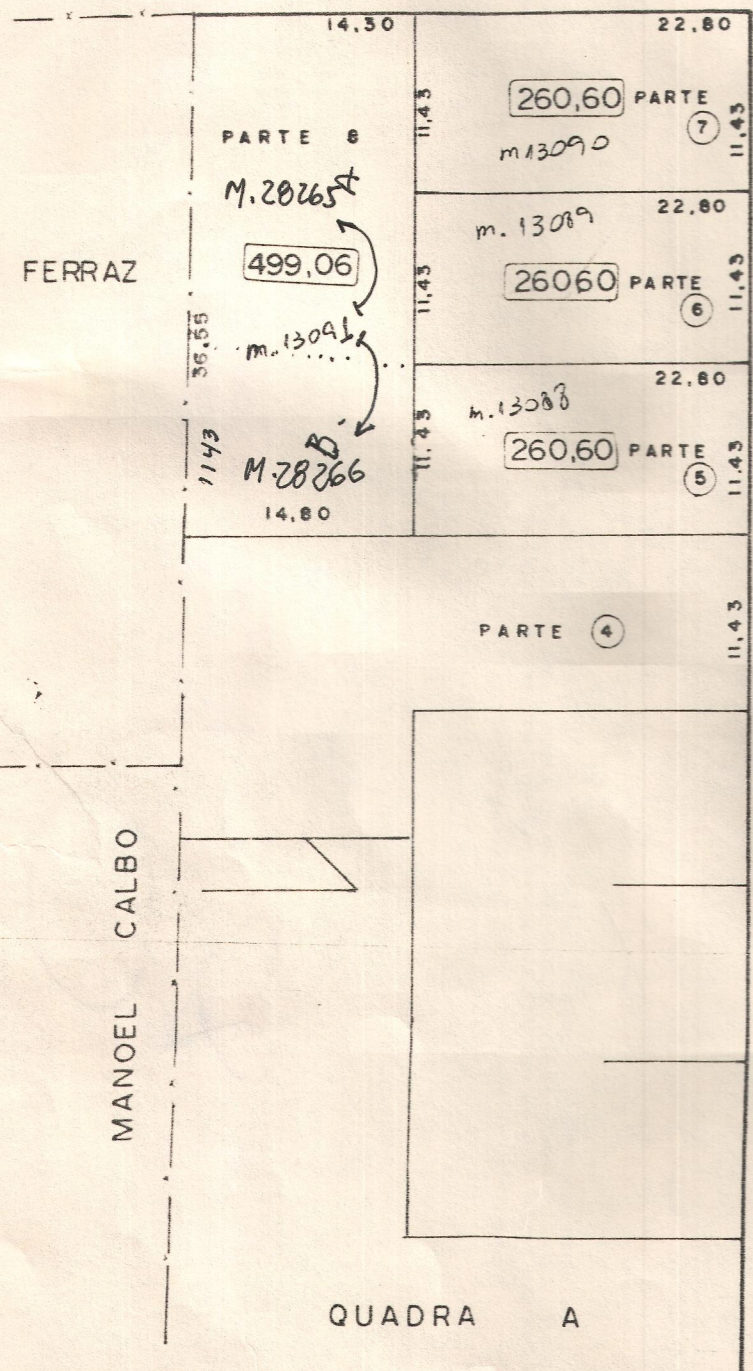 14,30
22,80
11,43
260,60 PARTE
7
11,43
m 13090
PARTE 8
M.28265 A
22,80
m. 13089
FERRAZ
499,06
11,43
26060 PARTE
6
11,43
36,55
m. 13091
22,80
m. 13088
1143
B
11,43
260,60 PARTE
5
11,43
M.28266
14,80
PARTE 4
11,43
MANOEL CALBO
QUADRA A